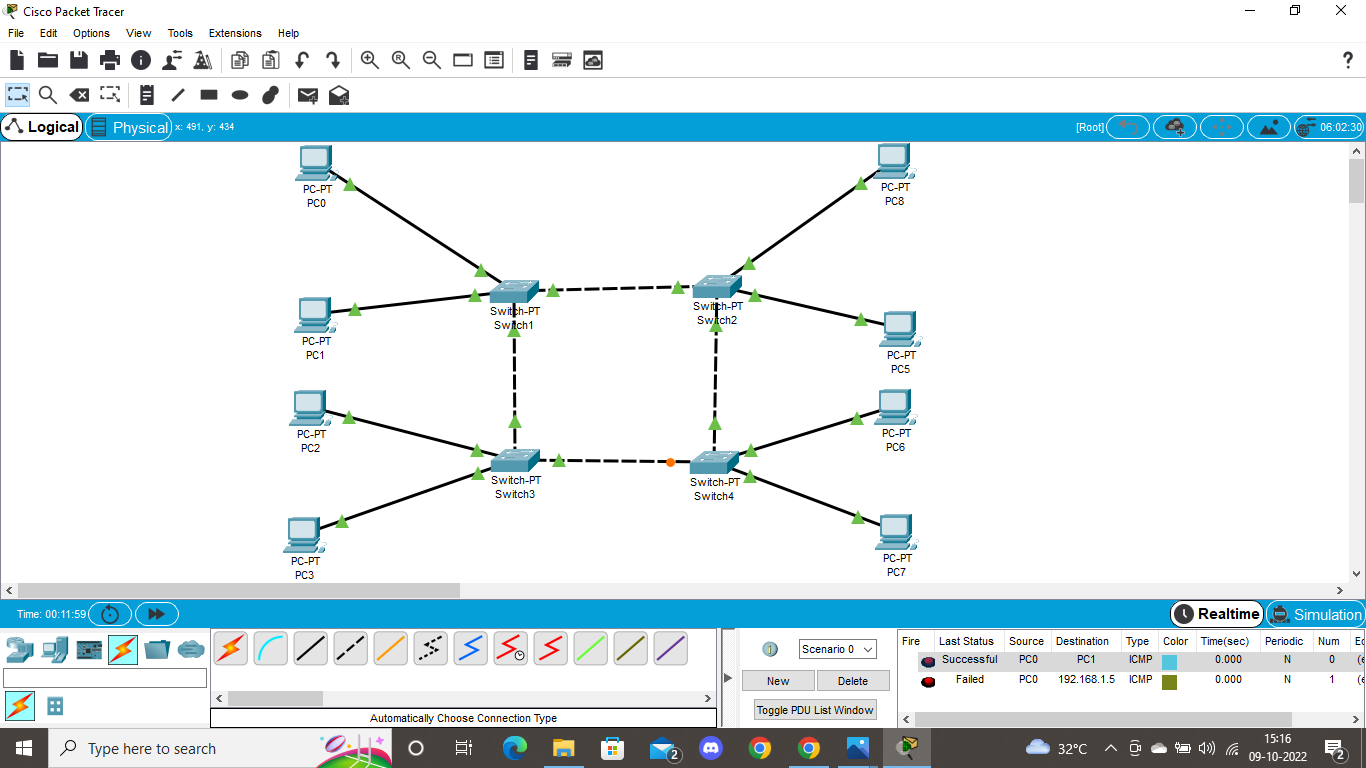 Cisco Packet Tracer
File Edit Options View Tools Extensions Help
Logical Physical x: 491, y: 434 [Root] 06:02:30
PC-PT
PC0
PC-PT
PC8
Switch-PT
Switch1
Switch-PT
Switch2
PC-PT
PC1
PC-PT
PC5
PC-PT
PC2
PC-PT
PC6
Switch-PT
Switch3
Switch-PT
Switch4
PC-PT
PC3
PC-PT
PC7
Time: 00:11:59 Realtime Simulation
Scenario 0
New Delete
Toggle PDU List Window
Fire Last Status Source Destination Type Color Time(sec) Periodic Num Ec
Successful PC0 PC1 ICMP 0.000 N 0 (e
Failed PC0 192.168.1.5 ICMP 0.000 N 1 (e
Automatically Choose Connection Type
Type here to search
2
32°C
15:16
09-10-2022
2